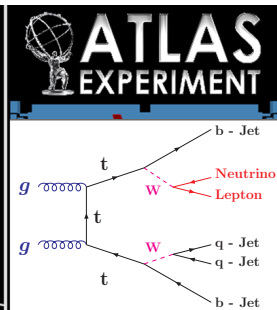 ATLAS
EXPERIMENT
b - Jet
t
Neutrino
W
Lepton
g
t
q - Jet
g
W
q - Jet
t
b - Jet